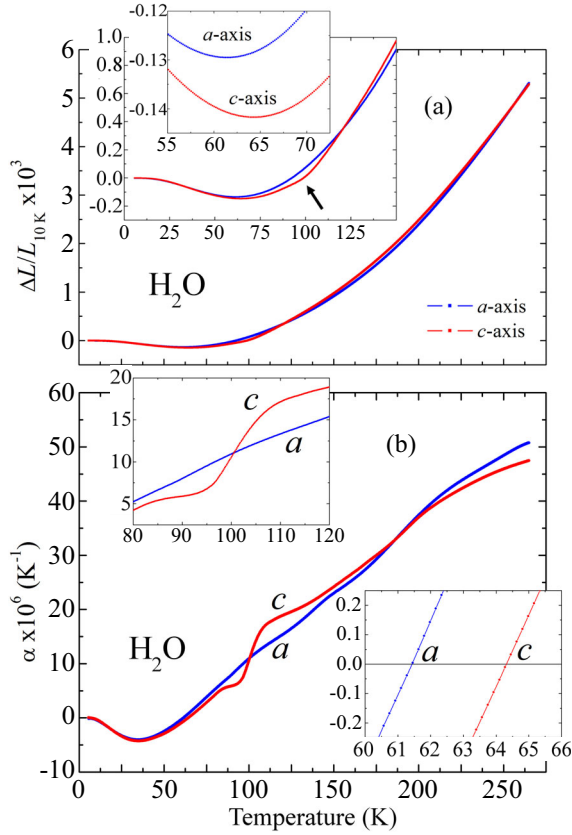 -0.12
-0.13
-0.14
a-axis
c-axis
55 60 65 70
1.0
0.8
0.6
0.4
0.2
0.0
-0.2
0 25 50 75 100 125
6
5
4
3
2
1
0
(a)
ΔL/L10 K x10³
H₂O
a-axis
c-axis
20
15
10
5
80 90 100 110 120
c
a
60
50
40
30
20
10
0
-10
(b)
α x10⁶ (K⁻¹)
H₂O
c
a
0.2
0.1
0.0
-0.1
-0.2
a
c
60 61 62 63 64 65 66
0 50 100 150 200 250
Temperature (K)